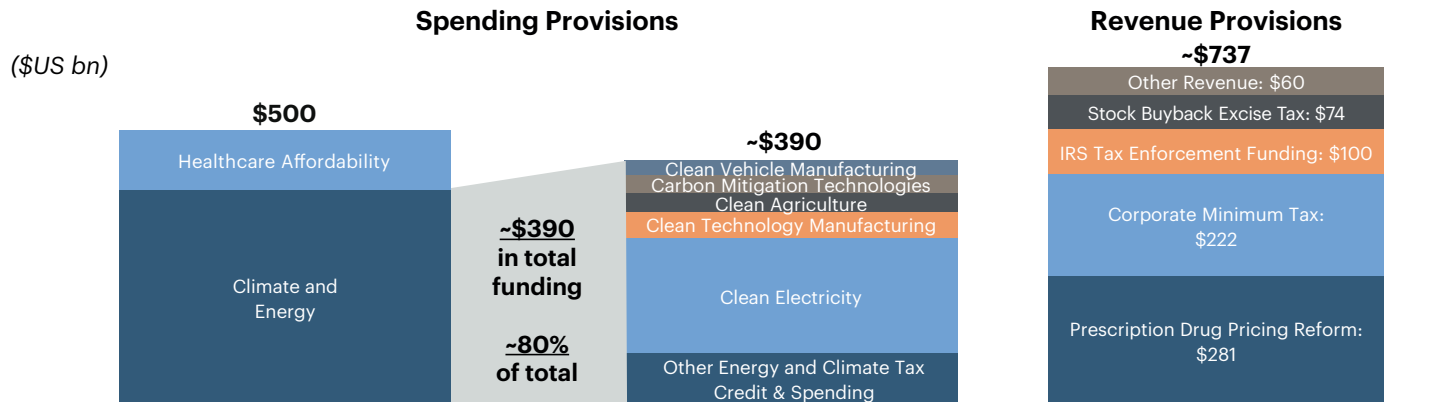 Spending Provisions
Revenue Provisions
($US bn)
$500
Healthcare Affordability
Climate and
Energy
~$390
in total
funding
~80%
of total
~$390
Clean Vehicle Manufacturing
Carbon Mitigation Technologies
Clean Agriculture
Clean Technology Manufacturing
Clean Electricity
Other Energy and Climate Tax
Credit & Spending
~$737
Other Revenue: $60
Stock Buyback Excise Tax: $74
IRS Tax Enforcement Funding: $100
Corporate Minimum Tax:
$222
Prescription Drug Pricing Reform:
$281